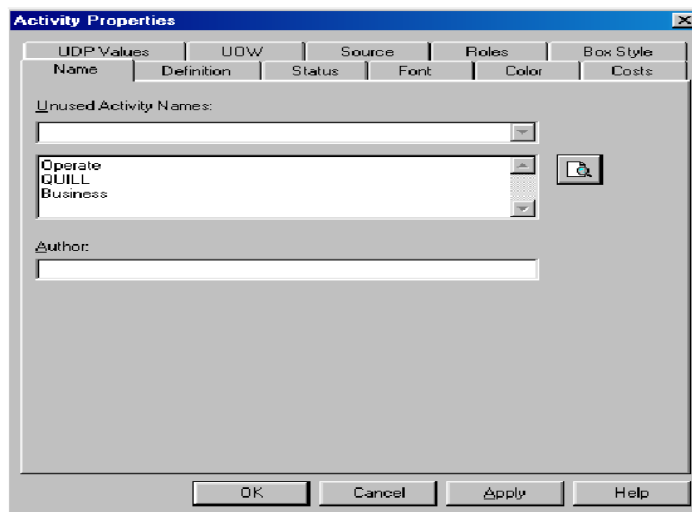 Activity Properties
UDP Values UOW Source Roles Box Style
Name Definition Status Font Color Costs
Unused Activity Names:
Operate
QUILL
Business
Author:
OK Cancel Apply Help